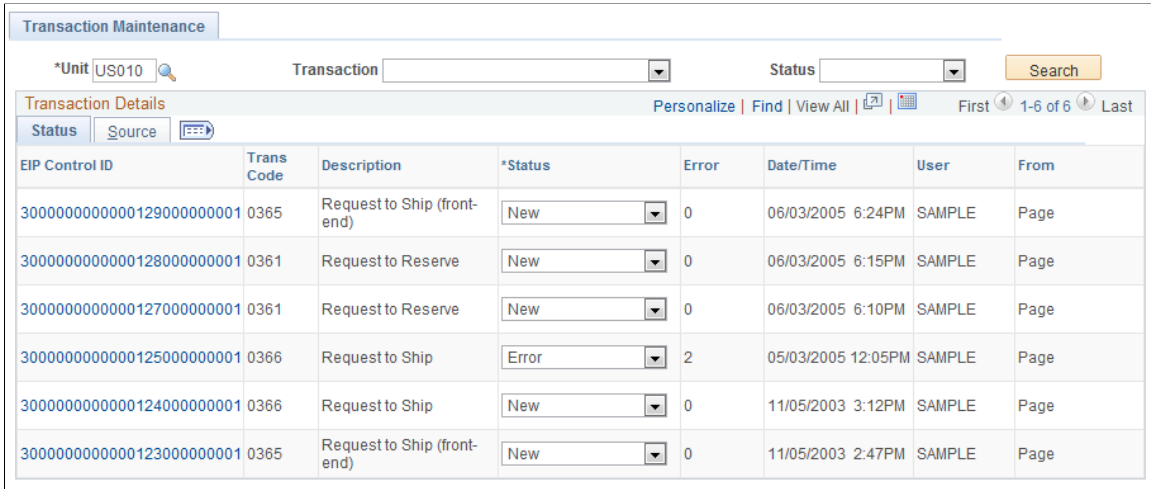 Transaction Maintenance
*Unit US010 Transaction Status Search
Transaction Details Personalize | Find | View All | | First 1-6 of 6 Last
Status Source
EIP Control ID Trans Code Description *Status Error Date/Time User From
3000000000000129000000001 0365 Request to Ship (front-end) New 0 06/03/2005 6:24PM SAMPLE Page
3000000000000128000000001 0361 Request to Reserve New 0 06/03/2005 6:15PM SAMPLE Page
3000000000000127000000001 0361 Request to Reserve New 0 06/03/2005 6:10PM SAMPLE Page
3000000000000125000000001 0366 Request to Ship Error 2 05/03/2005 12:05PM SAMPLE Page
3000000000000124000000001 0366 Request to Ship New 0 11/05/2003 3:12PM SAMPLE Page
3000000000000123000000001 0365 Request to Ship (front-end) New 0 11/05/2003 2:47PM SAMPLE Page